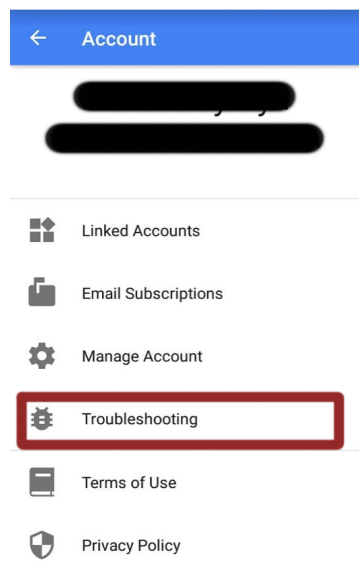 Account
Linked Accounts
Email Subscriptions
Manage Account
Troubleshooting
Terms of Use
Privacy Policy